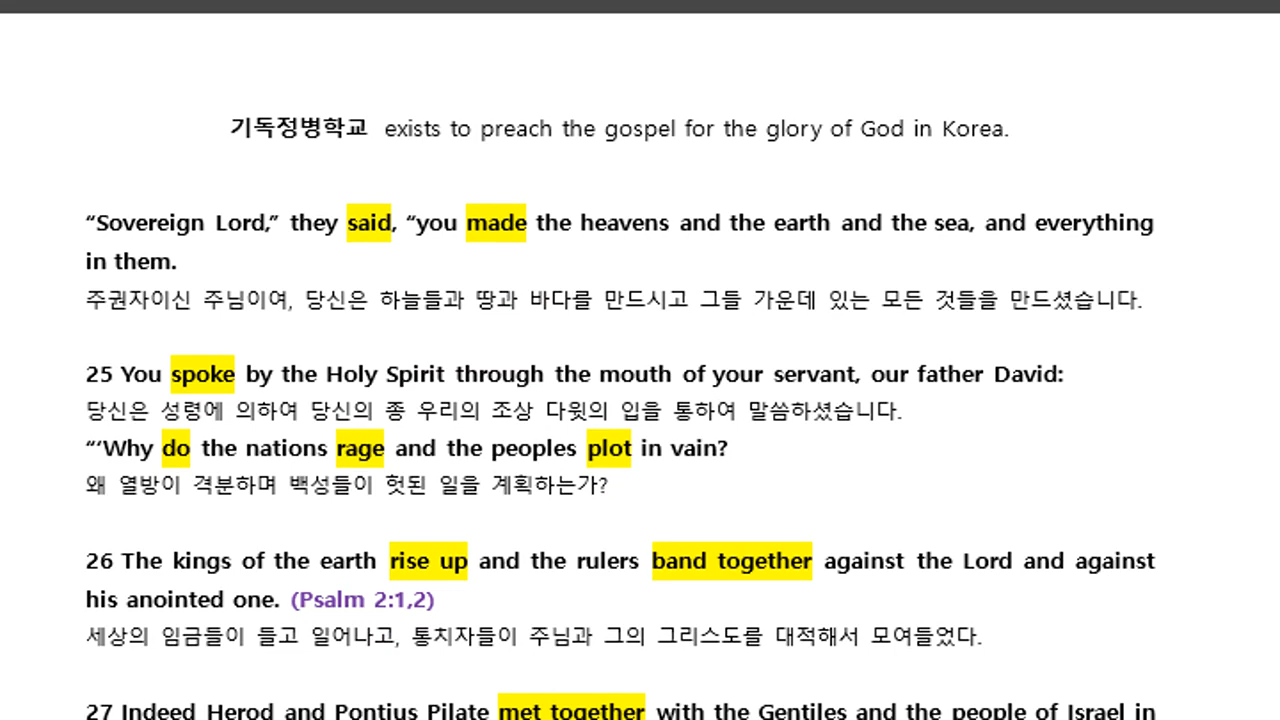 기독정병학교 exists to preach the gospel for the glory of God in Korea.
“Sovereign Lord,” they said, “you made the heavens and the earth and the sea, and everything
in them.
주권자이신 주님이여, 당신은 하늘들과 땅과 바다를 만드시고 그들 가운데 있는 모든 것들을 만드셨습니다.
25 You spoke by the Holy Spirit through the mouth of your servant, our father David:
당신은 성령에 의하여 당신의 종 우리의 조상 다윗의 입을 통하여 말씀하셨습니다.
“‘Why do the nations rage and the peoples plot in vain?
왜 열방이 격분하며 백성들이 헛된 일을 계획하는가?
26 The kings of the earth rise up and the rulers band together against the Lord and against
his anointed one. (Psalm 2:1,2)
세상의 임금들이 들고 일어나고, 통치자들이 주님과 그의 그리스도를 대적해서 모여들었다.
27 Indeed Herod and Pontius Pilate met together with the Gentiles and the people of Israel in